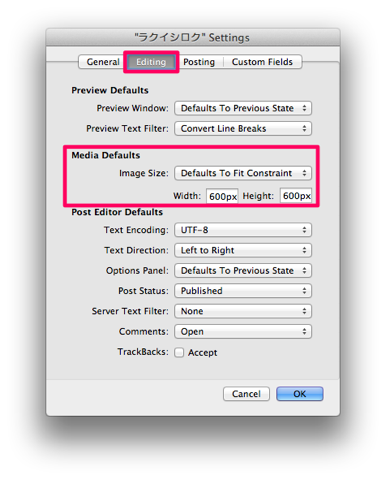 "ラクイシロク" Settings
General Editing Posting Custom Fields
Preview Defaults
Preview Window: Defaults To Previous State
Preview Text Filter: Convert Line Breaks
Media Defaults
Image Size: Defaults To Fit Constraint
Width: 600px Height: 600px
Post Editor Defaults
Text Encoding: UTF-8
Text Direction: Left to Right
Options Panel: Defaults To Previous State
Post Status: Published
Server Text Filter: None
Comments: Open
TrackBacks: Accept
Cancel OK